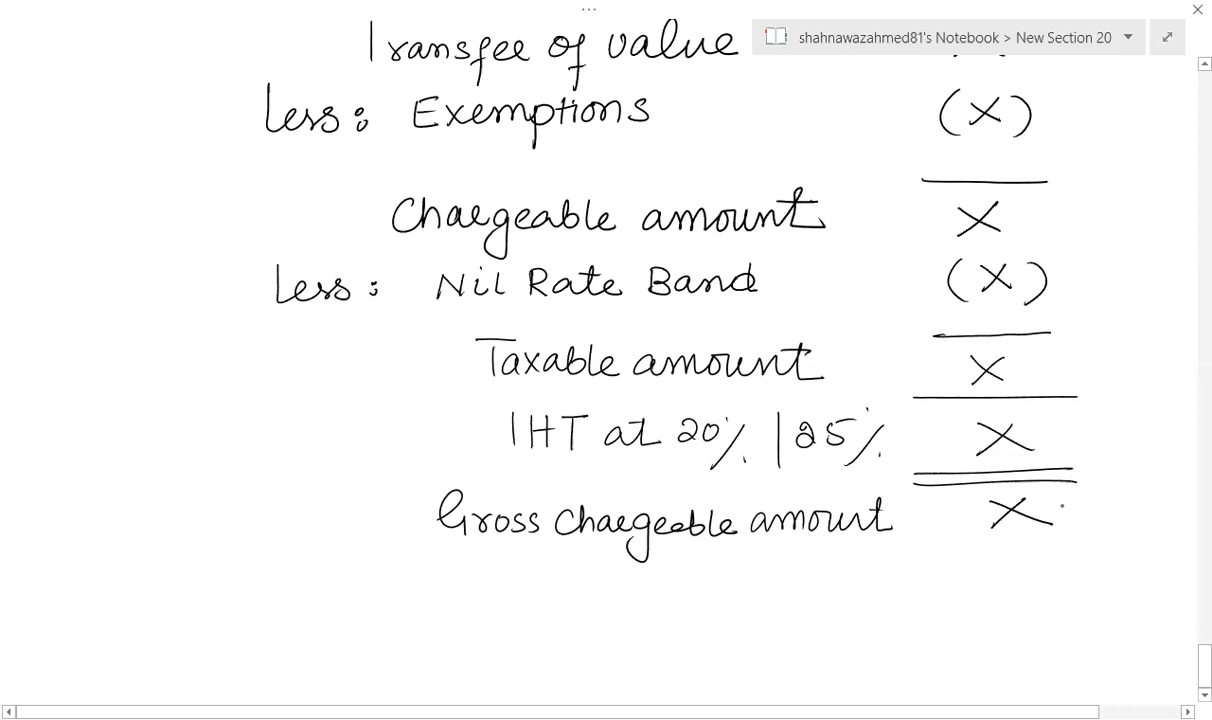 Transfer of value
shahnawazahmed81's Notebook > New Section 20
Less: Exemptions (X)
Chargeable amount X
Less: Nil Rate Band (X)
Taxable amount X
IHT at 20% | 25% X
Gross Chargeable amount X